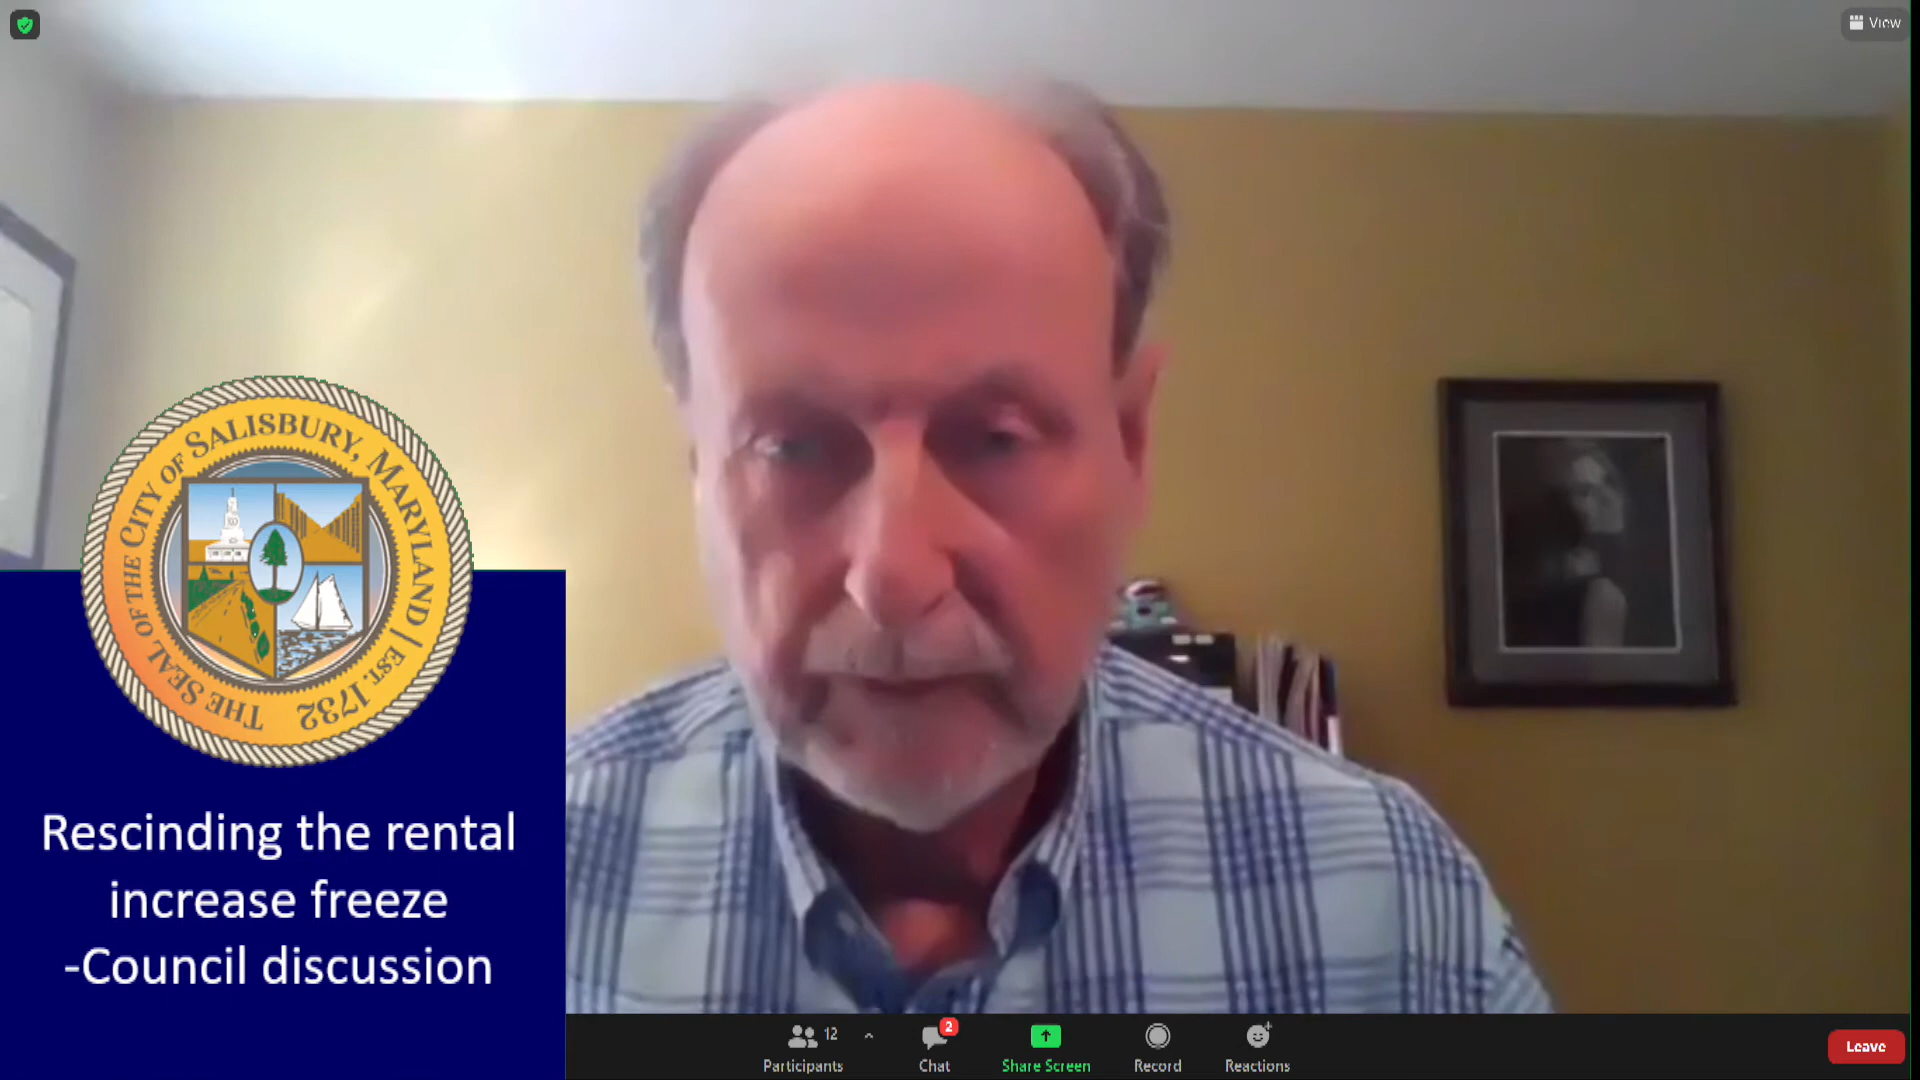 View
THE SEAL OF THE CITY OF SALISBURY, MARYLAND | EST. 1732
Rescinding the rental
increase freeze
-Council discussion
12
2
Participants
Chat
Share Screen
Record
Reactions
Leave